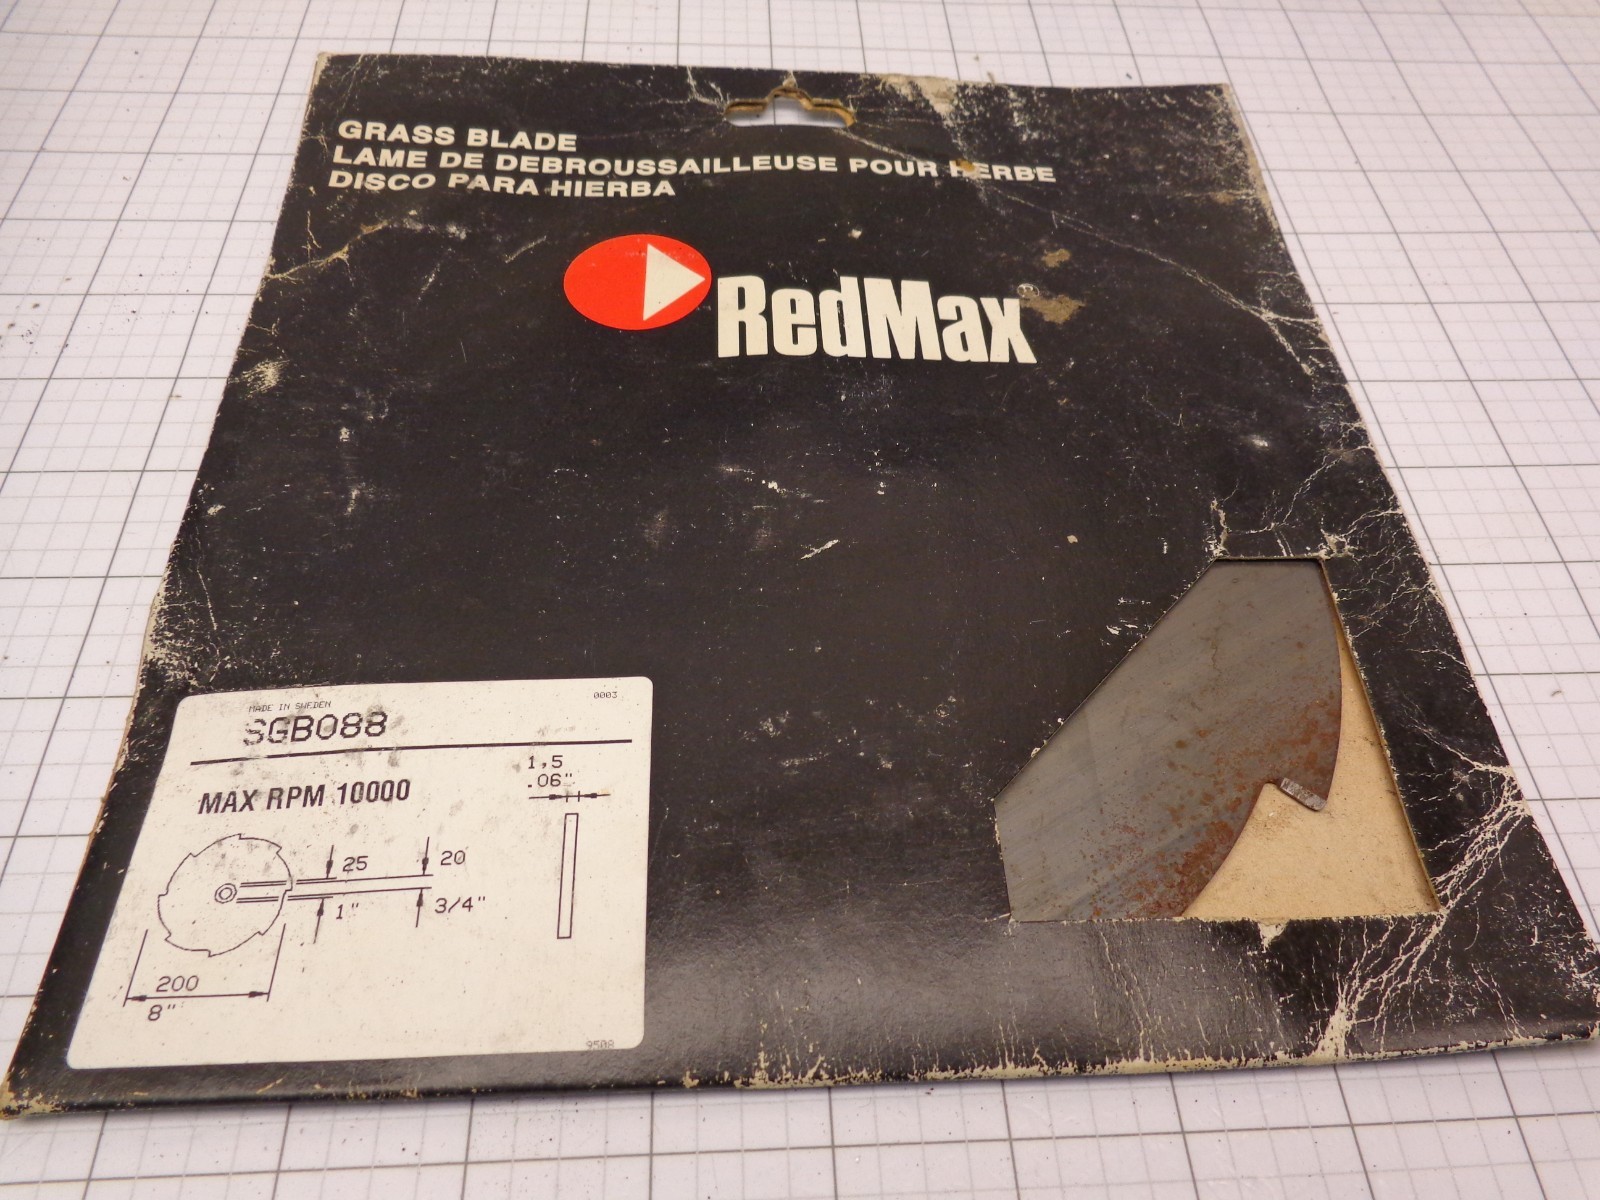 GRASS BLADE
LAME DE DEBROUSSAILLEUSE POUR HERBE
DISCO PARA HIERBA
RedMax®
MADE IN SWEDEN
0003
SGB088
MAX RPM 10000
1,5
.06"
25
20
1"
3/4"
200
8"
9508